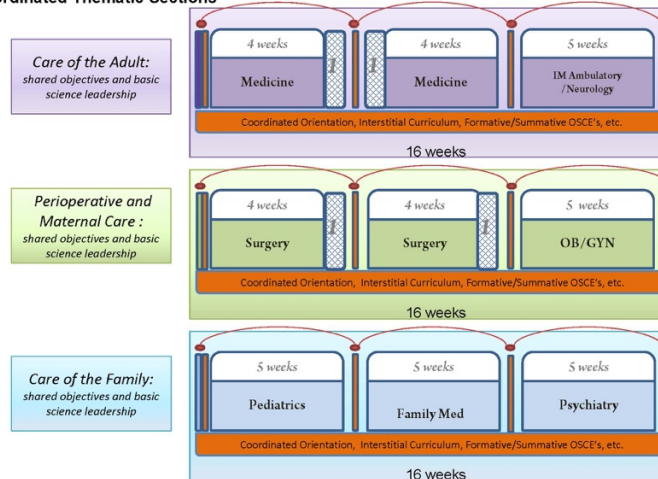 ordinated Thematic Sections
Care of the Adult:
shared objectives and basic
science leadership
4 weeks
Medicine
1
1
4 weeks
Medicine
5 weeks
IM Ambulatory
/Neurology
Coordinated Orientation, Interstitial Curriculum, Formative/Summative OSCE's, etc.
16 weeks
Perioperative and
Maternal Care :
shared objectives and basic
science leadership
4 weeks
Surgery
1
4 weeks
Surgery
1
5 weeks
OB/GYN
Coordinated Orientation, Interstitial Curriculum, Formative/Summative OSCE's, etc.
16 weeks
Care of the Family:
shared objectives and basic
science leadership
5 weeks
Pediatrics
5 weeks
Family Med
5 weeks
Psychiatry
Coordinated Orientation, Interstitial Curriculum, Formative/Summative OSCE's, etc.
16 weeks